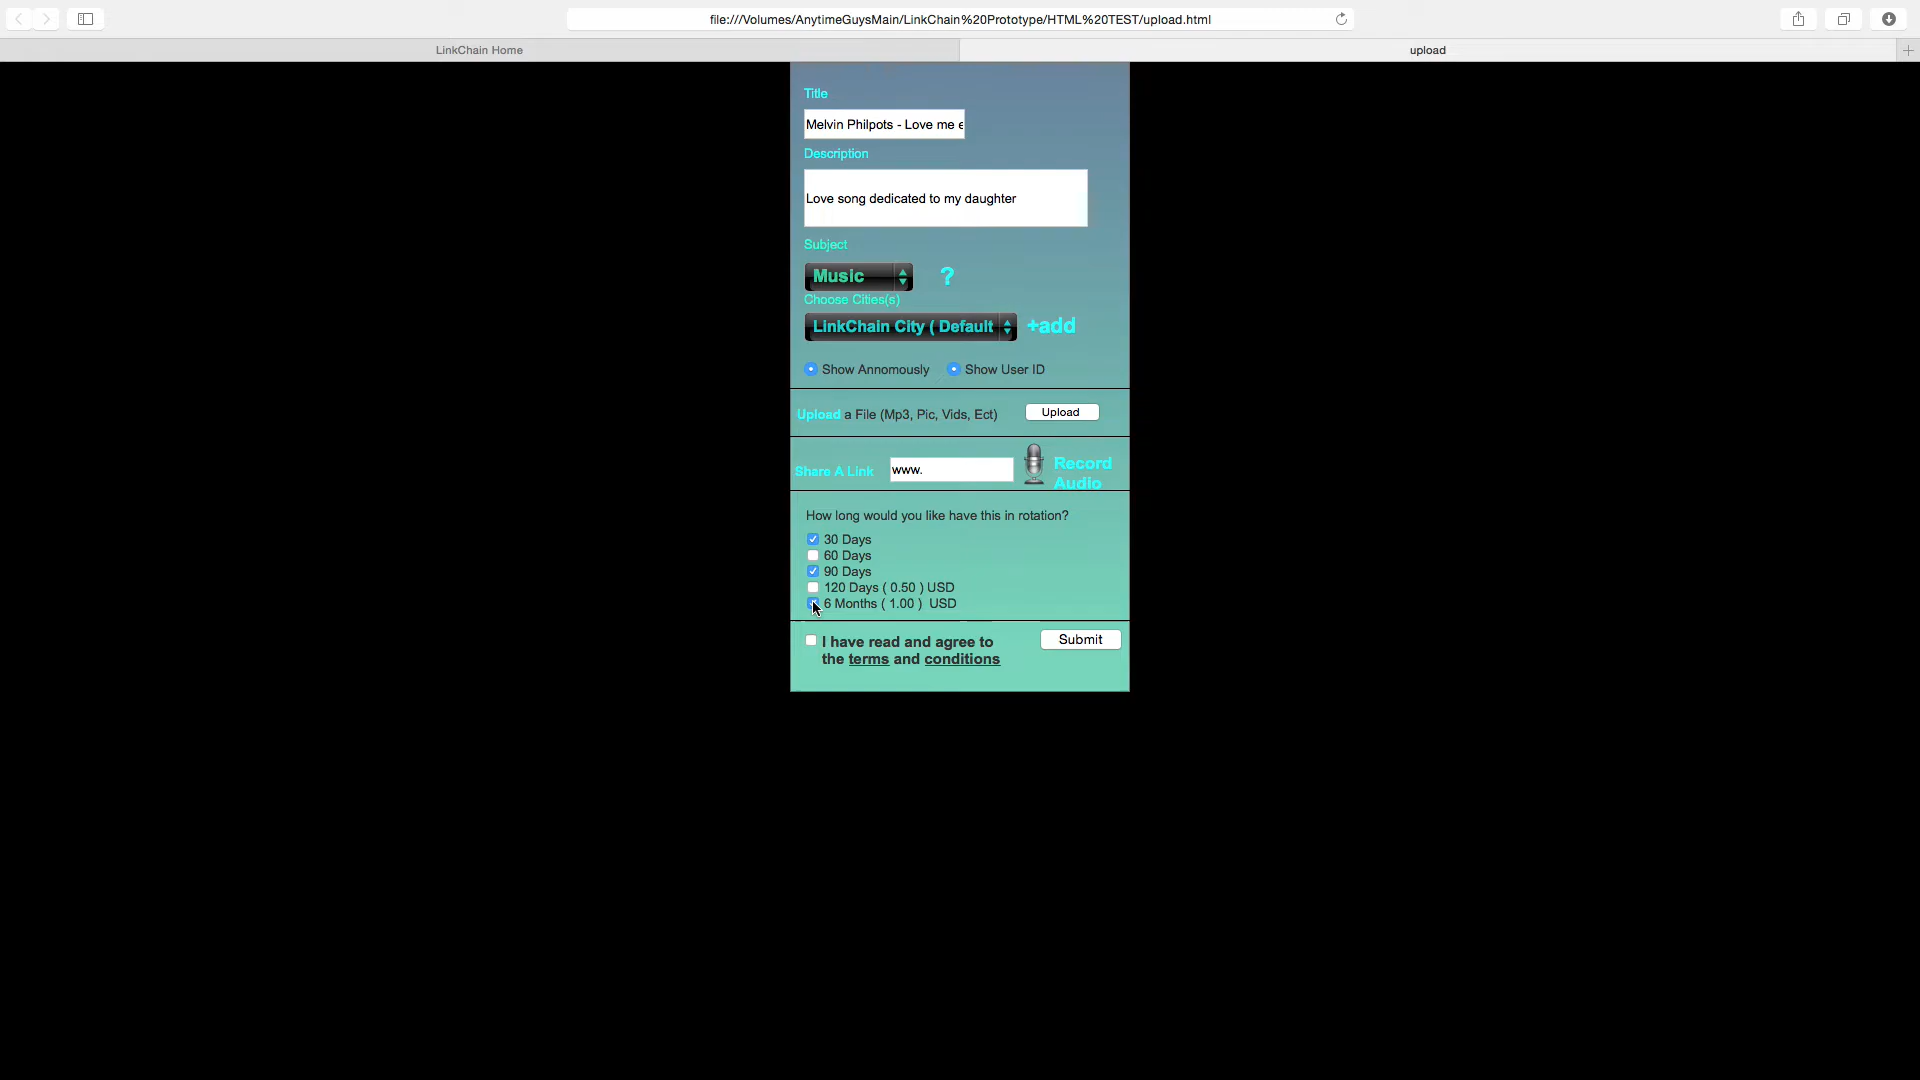 file:///Volumes/AnytimeGuysMain/LinkChain%20Prototype/HTML%20TEST/upload.html
LinkChain Home
upload
Title
Melvin Philpots - Love me e
Description
Love song dedicated to my daughter
Subject
Music
?
Choose Cities(s)
LinkChain City ( Default
+add
Show Annomously
Show User ID
Upload a File (Mp3, Pic, Vids, Ect)
Upload
Share A Link
www.
Record
Audio
How long would you like have this in rotation?
30 Days
60 Days
90 Days
120 Days ( 0.50 ) USD
6 Months ( 1.00 ) USD
I have read and agree to
the terms and conditions
Submit